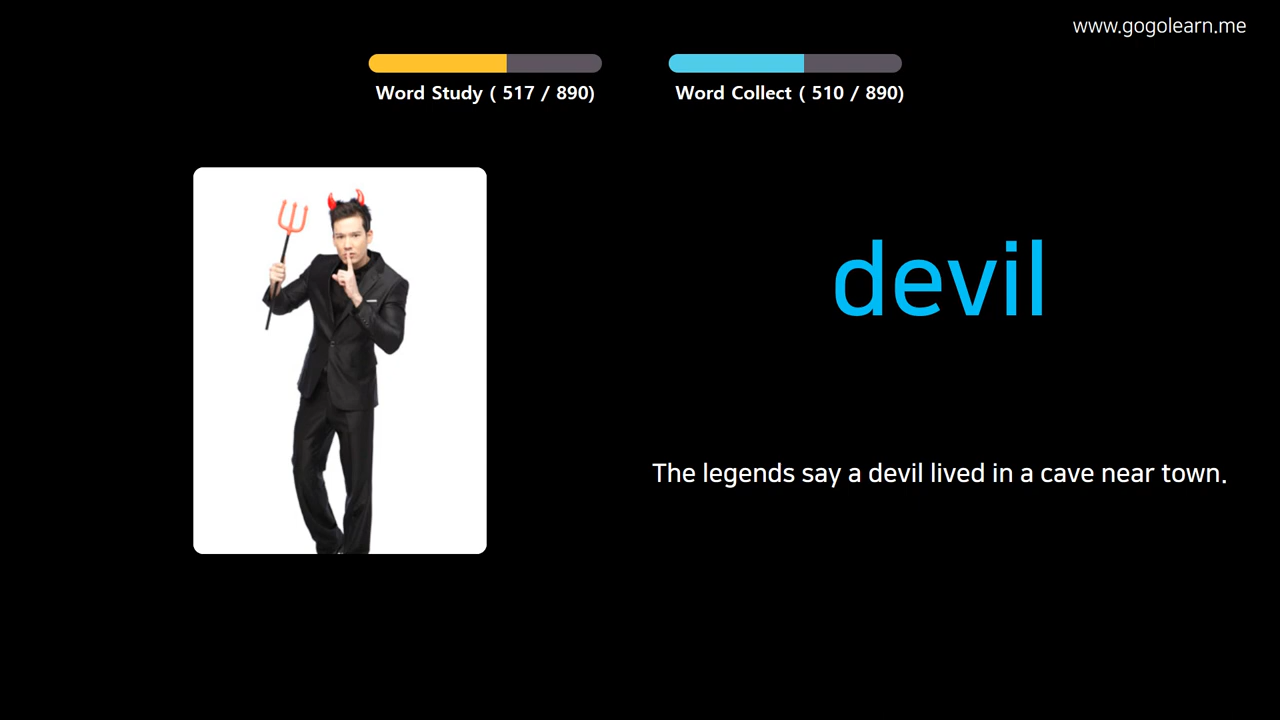 www.gogolearn.me
Word Study ( 517 / 890)
Word Collect ( 510 / 890)
devil
The legends say a devil lived in a cave near town.